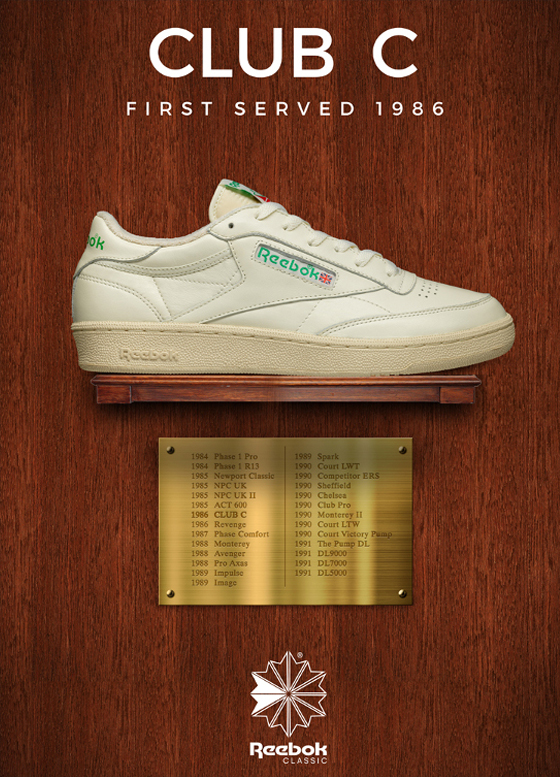 CLUB C
FIRST SERVED 1986
ok
Reebok
Reebok
1984 Phase 1 Pro
1984 Phase 1 R13
1985 Newport Classic
1985 NPC UK
1985 NPC UK II
1985 ACT 600
1986 CLUB C
1986 Revenge
1987 Phase Comfort
1988 Monterey
1988 Avenger
1988 Pro Axas
1989 Impulse
1989 Image
1989 Spark
1990 Court LWT
1990 Competitor ERS
1990 Sheffield
1990 Chelsea
1990 Club Pro
1990 Monterey II
1990 Court LTW
1990 Court Victory Pump
1991 The Pump DL
1991 DL9000
1991 DL7000
1991 DL5000
®
Reebok
CLASSIC